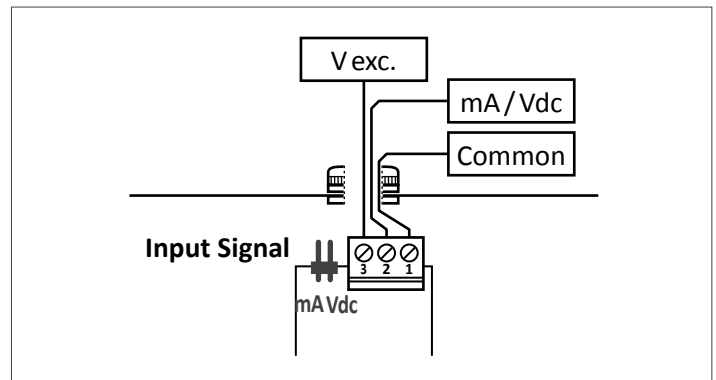 V exc.
mA/Vdc
Common
Input Signal
3 2 1
mA Vdc